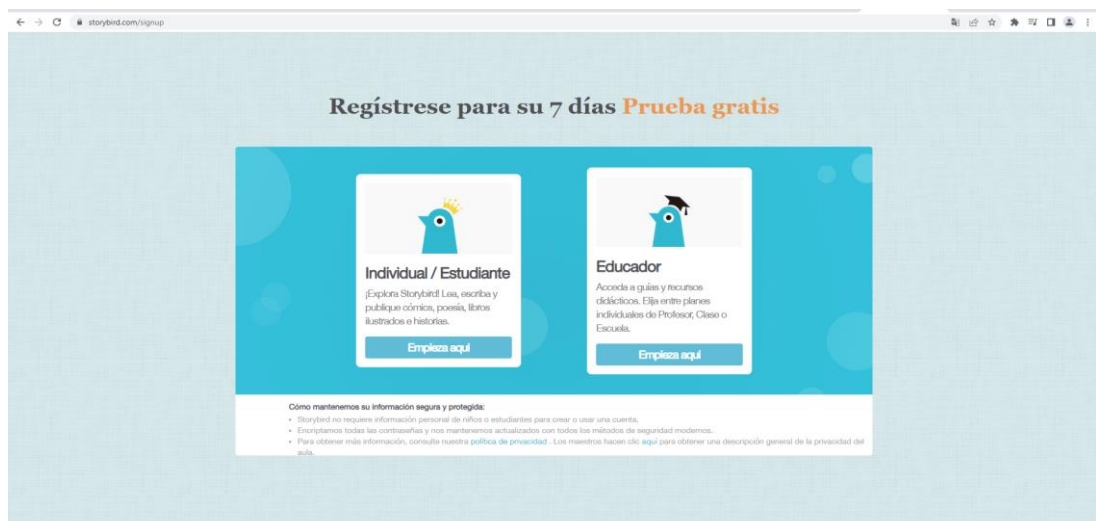 storybird.com/signup
Regístrese para su 7 días Prueba gratis
Individual / Estudiante
¡Explora Storybird! Lea, escriba y
publique cómics, poesía, libros
ilustrados e historias.
Empieza aquí
Educador
Acceda a guías y recursos
didácticos. Elija entre planes
individuales de Profesor, Clase o
Escuela.
Empieza aquí
Cómo mantenemos su información segura y protegida:
• Storybird no requiere información personal de niños o estudiantes para crear o usar una cuenta.
• Encriptamos todas las contraseñas y nos mantenemos actualizados con todos los métodos de seguridad modernos.
• Para obtener más información, consulte nuestra política de privacidad . Los maestros hacen clic aquí para obtener una descripción general de la privacidad del
aula.